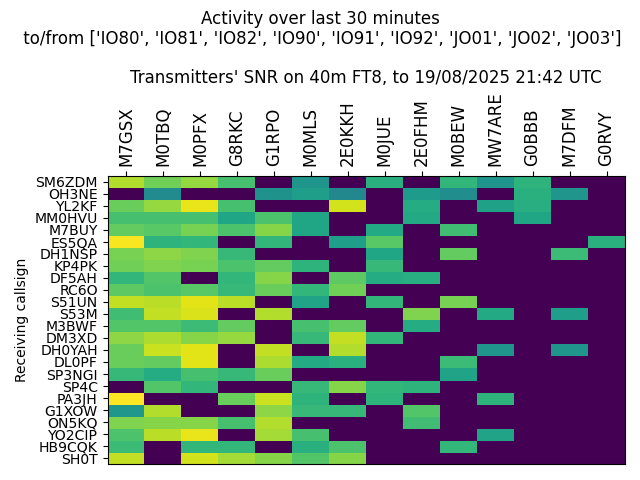 Activity over last 30 minutes
to/from ['IO80', 'IO81', 'IO82', 'IO90', 'IO91', 'IO92', 'JO01', 'JO02', 'JO03']
Transmitters' SNR on 40m FT8, to 19/08/2025 21:42 UTC
M7GSX
M0TBQ
M0PFX
G8RKC
G1RPO
M0MLS
2E0KKH
M0JUE
2E0FHM
M0BEW
MW7ARE
G0BBB
M7DFM
G0RVY
Receiving callsign
SM6ZDM
OH3NE
YL2KF
MM0HVU
M7BUY
ES5QA
DH1NSP
KP4PK
DF5AH
RC6O
S51UN
S53M
M3BWF
DM3XD
DH0YAH
DL0PF
SP3NGI
SP4C
PA3JH
G1XOW
ON5KQ
YO2CIP
HB9CQK
SH0T